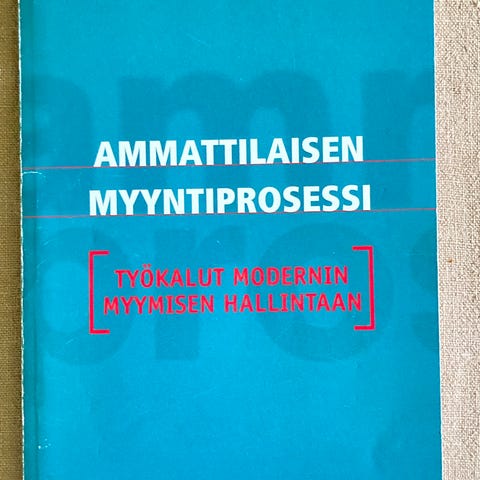 AMMATTILAISEN
MYYNTIPROSESSI
TYÖKALUT MODERNIN
MYYMISEN HALLINTAAN